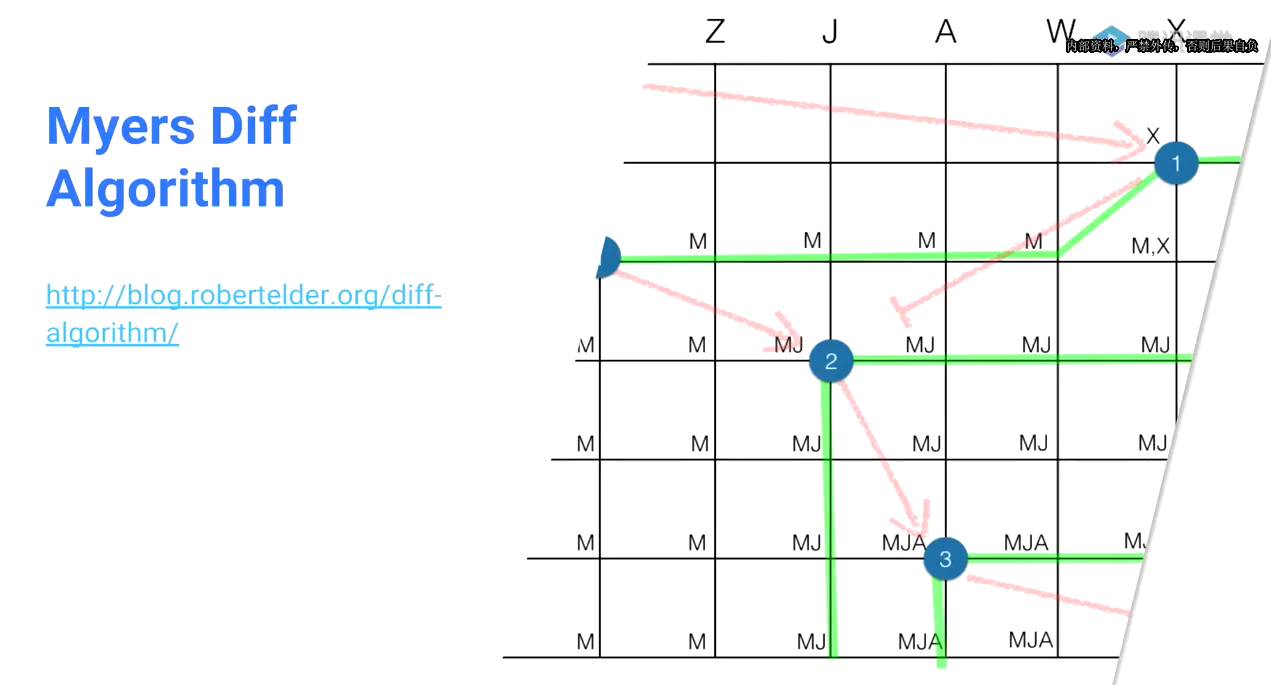 Myers Diff
Algorithm
http://blog.robertelder.org/diff-
algorithm/
Z J A W X
内部资料，严禁外传，否则后果自负
X
1
M M M M M,X
M M MJ 2 MJ MJ MJ
M M MJ MJ MJ MJ
M M MJ MJA 3 MJA
M M MJ MJA MJA